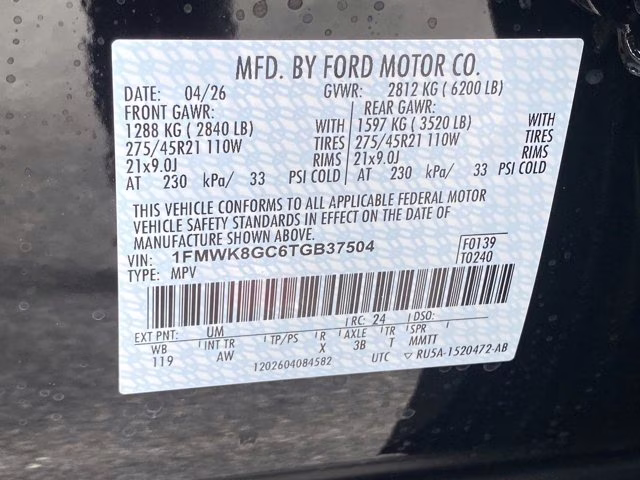 MFD. BY FORD MOTOR CO.
DATE: 04/26 GVWR: 2812 KG ( 6200 LB)
FRONT GAWR: REAR GAWR:
1288 KG ( 2840 LB) WITH 1597 KG ( 3520 LB) WITH
275/45R21 110W TIRES 275/45R21 110W TIRES
21x9.0J RIMS 21x9.0J RIMS
AT 230 kPa/ 33 PSI COLD AT 230 kPa/ 33 PSI COLD
THIS VEHICLE CONFORMS TO ALL APPLICABLE FEDERAL MOTOR
VEHICLE SAFETY STANDARDS IN EFFECT ON THE DATE OF
MANUFACTURE SHOWN ABOVE.
VIN: 1FMWK8GC6TGB37504 F0139
TYPE: MPV T0240
EXT PNT: UM RC: 24 DSO:
WB INT TR TP/PS R AXLE TR SPR
119 AW X 3B T MMTT
1202604084582 UTC ▽ RU5A-1520472-AB